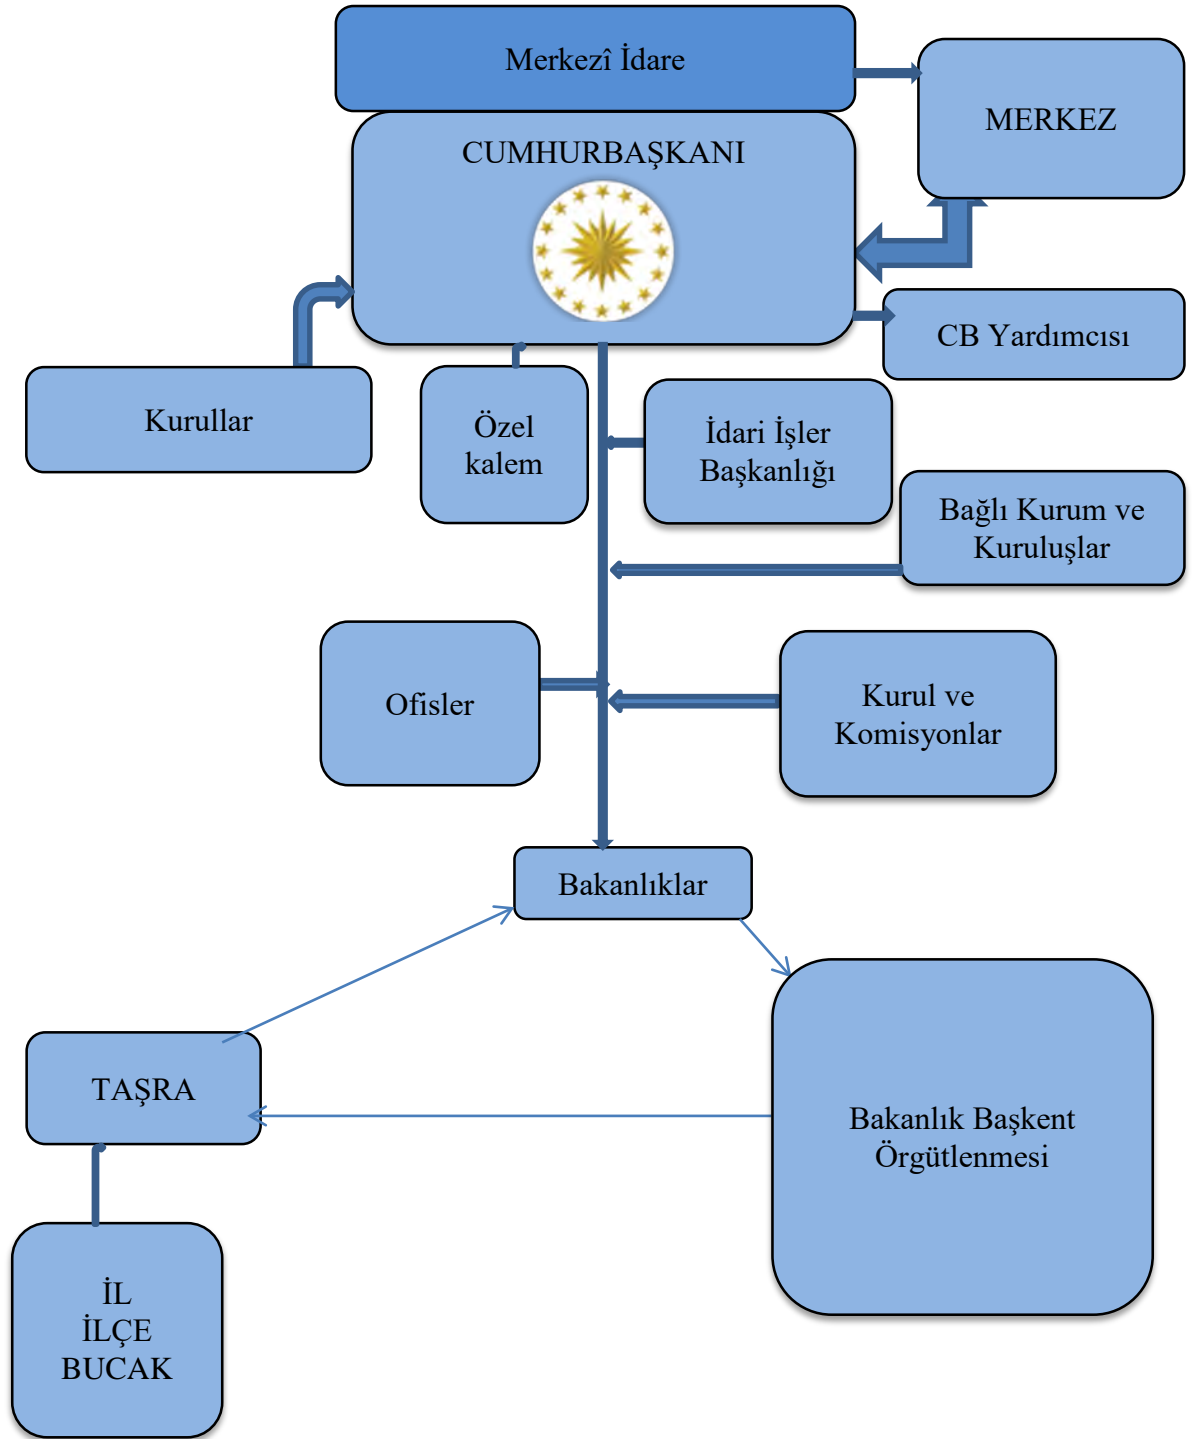 Merkezî İdare
MERKEZ
CUMHURBAŞKANI
CB Yardımcısı
Kurullar
Özel
kalem
İdari İşler
Başkanlığı
Bağlı Kurum ve
Kuruluşlar
Ofisler
Kurul ve
Komisyonlar
Bakanlıklar
TAŞRA
Bakanlık Başkent
Örgütlenmesi
İL
İLÇE
BUCAK